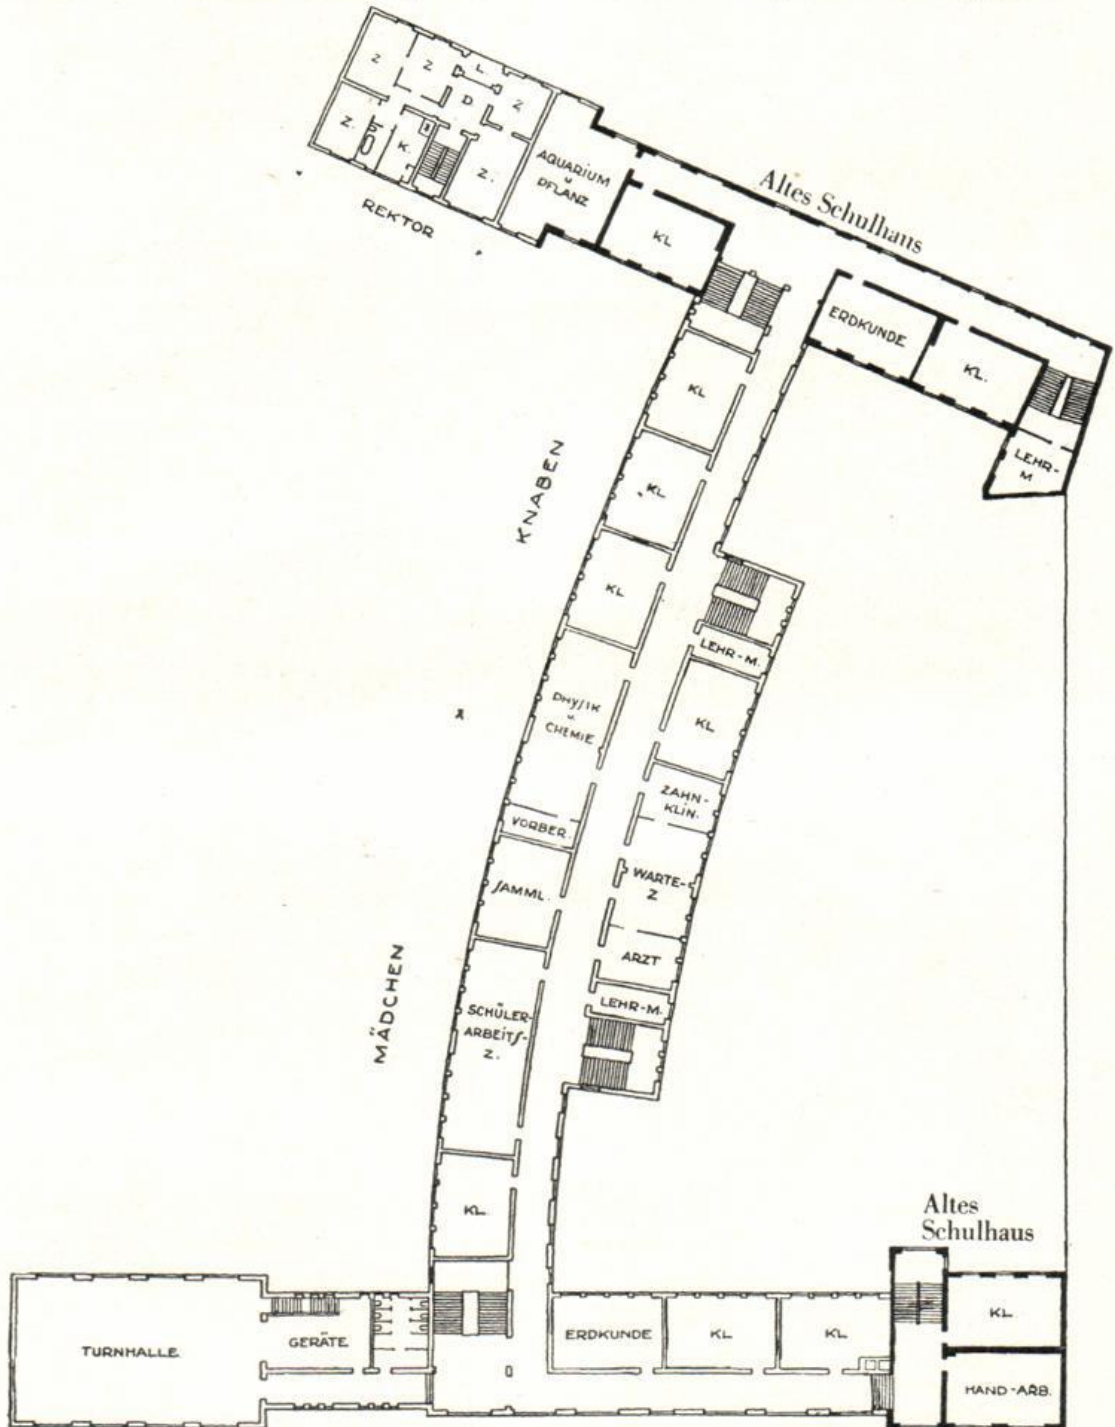 Z
Z
L.
D.
Z
Z.
K.
Z.
REKTOR
AQUARIUM
u
PFLANZ
Altes Schulhaus
KL
ERDKUNDE
KL.
LEHR-
M
KL
KL
KL
KNABEN
LEHR-M.
KL
PHYSIK
u.
CHEMIE
VORBER.
ZAHN-
KLIN.
WARTE-
Z
SAMML.
ARZT
LEHR-M.
MÄDCHEN
SCHÜLER-
ARBEITS-
Z.
KL
Altes
Schulhaus
TURNHALLE
GERÄTE
ERDKUNDE
KL
KL
KL
HAND-ARB.